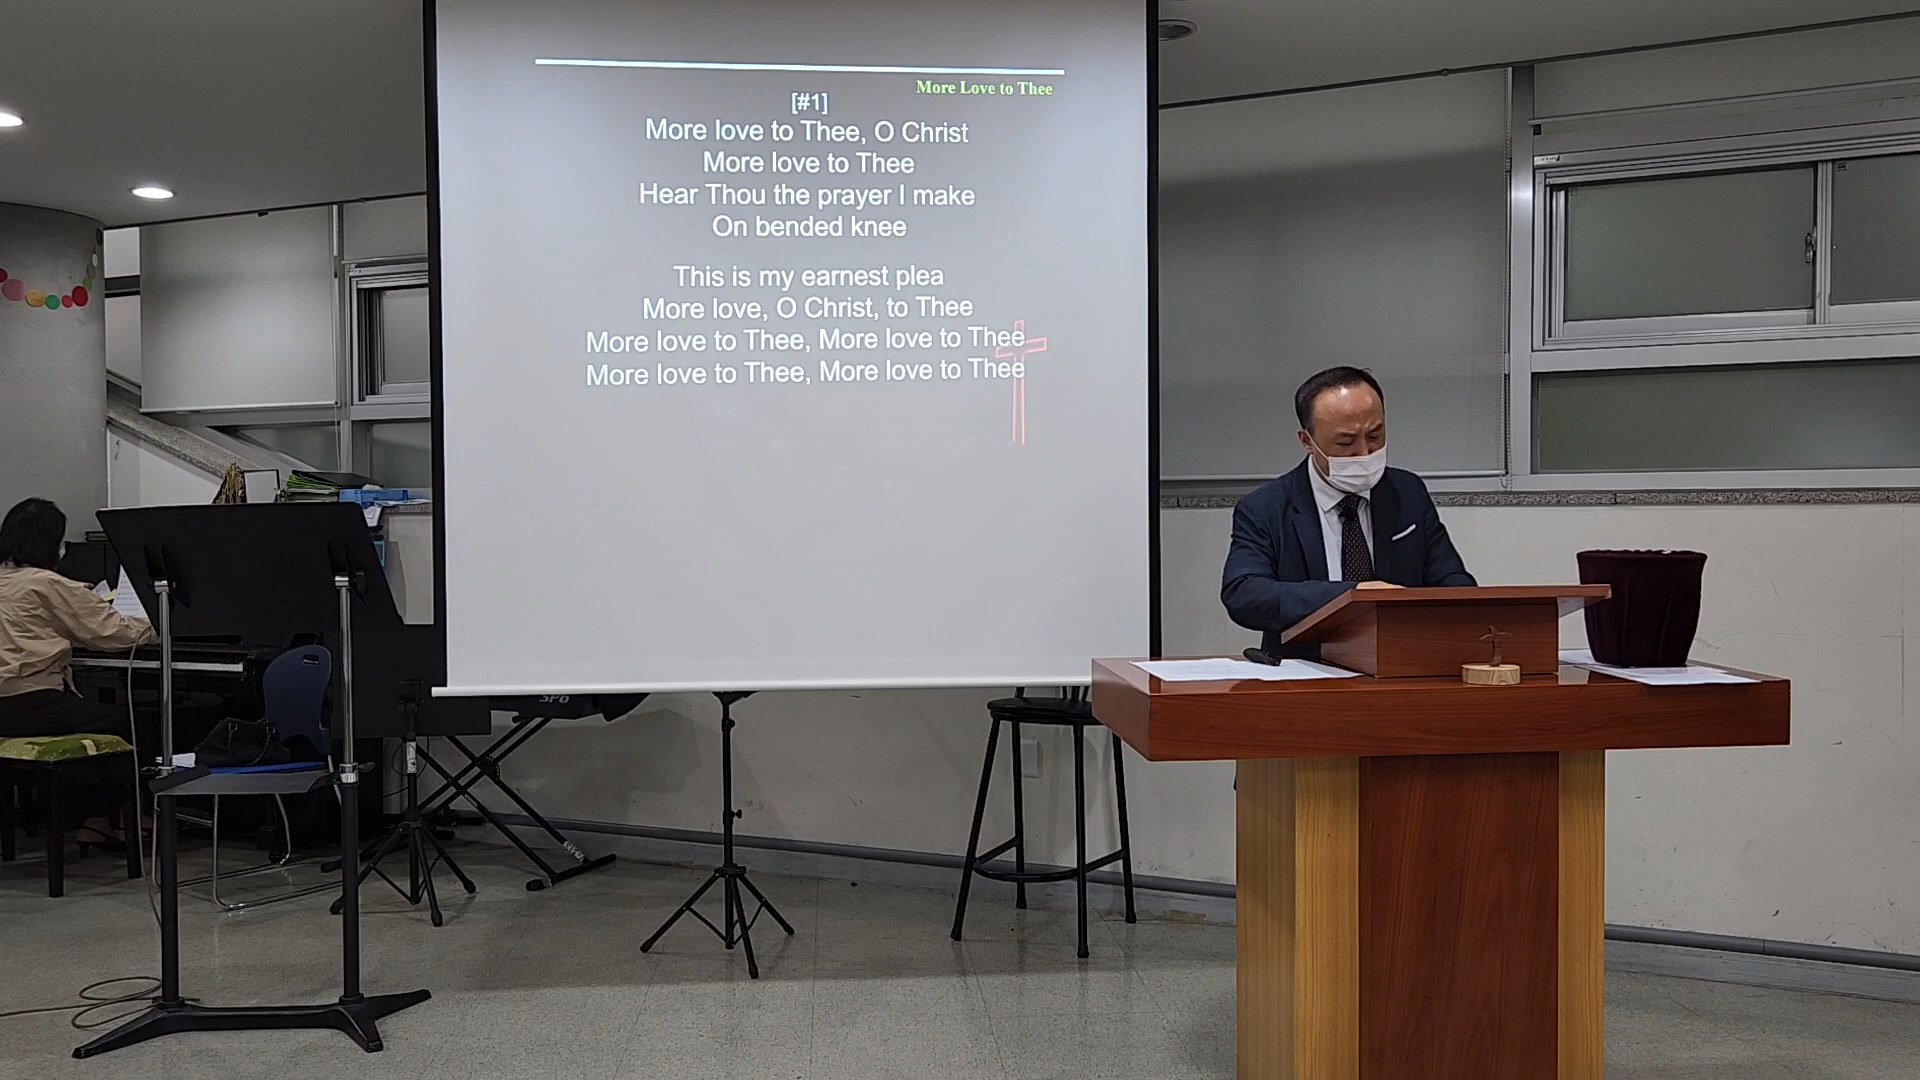 More Love to Thee
[#1]
More love to Thee, O Christ
More love to Thee
Hear Thou the prayer I make
On bended knee
This is my earnest plea
More love, O Christ, to Thee
More love to Thee, More love to Thee
More love to Thee, More love to Thee